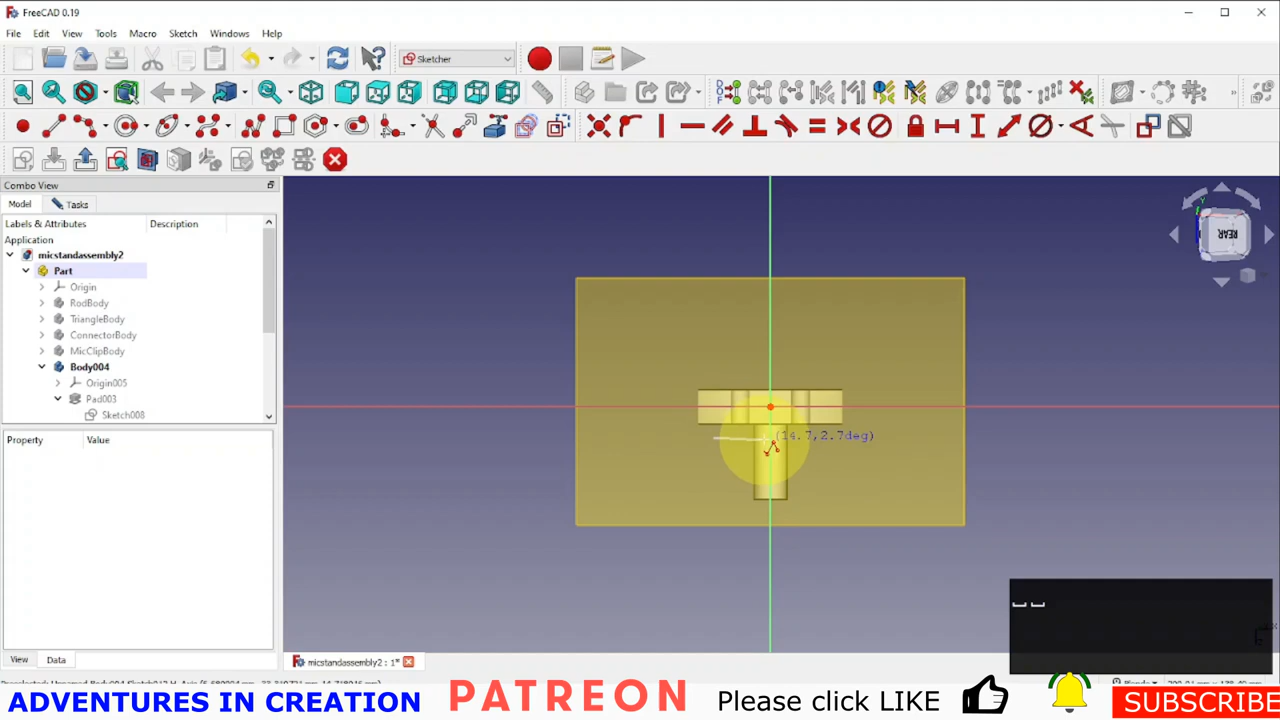 FreeCAD 0.19
File Edit View Tools Macro Sketch Windows Help
Sketcher
Combo View
Model Tasks
Labels & Attributes Description
Application
micstandassembly2
Part
Origin
RodBody
TriangleBody
ConnectorBody
MicClipBody
Body004
Origin005
Pad003
Sketch008
Property Value
REAR
(14.7,2.7deg)
View Data
micstandassembly2 : 1*
ADVENTURES IN CREATION PATREON Please click LIKE SUBSCRIBE